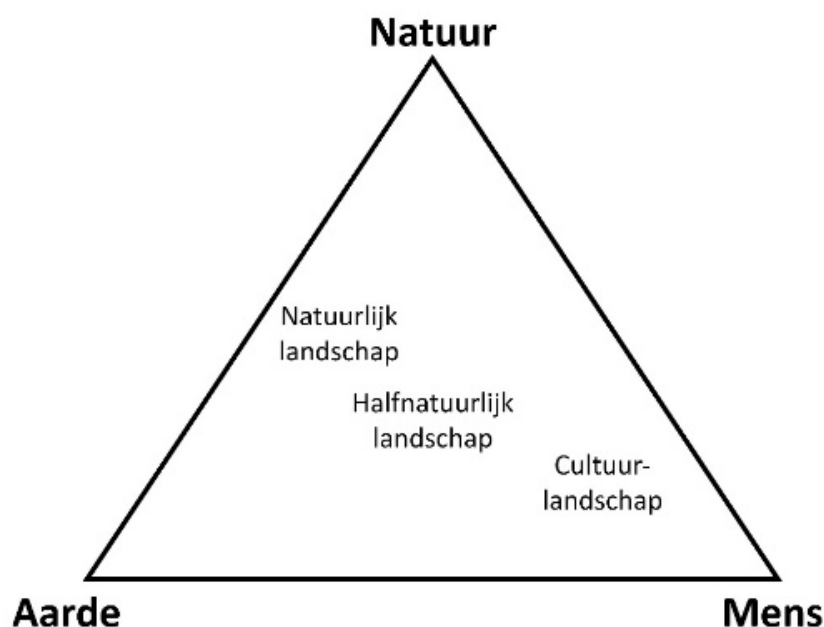 Natuur
Natuurlijk
landschap
Halfnatuurlijk
landschap
Cultuur-
landschap
Aarde
Mens